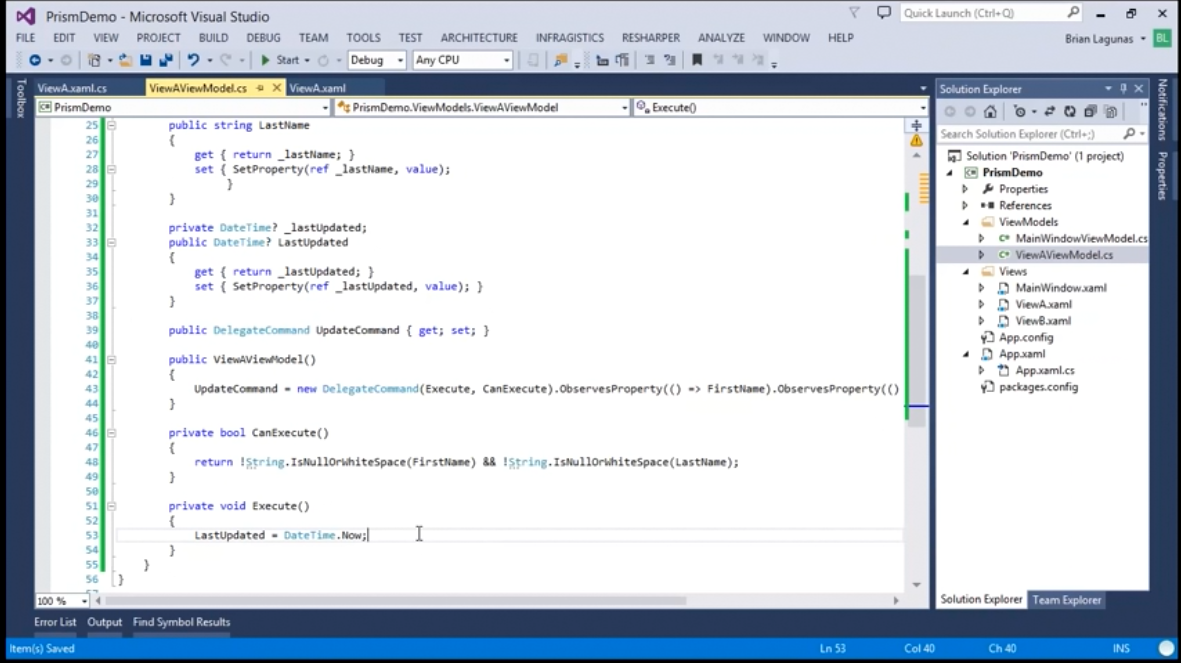 PrismDemo - Microsoft Visual Studio
Quick Launch (Ctrl+Q)
FILE EDIT VIEW PROJECT BUILD DEBUG TEAM TOOLS TEST ARCHITECTURE INFRAGISTICS RESHARPER ANALYZE WINDOW HELP
Brian Lagunas BL
Start Debug Any CPU
Toolbox
ViewA.xaml.cs ViewAViewModel.cs ViewA.xaml
PrismDemo PrismDemo.ViewModels.ViewAViewModel Execute()
25 public string LastName
26 {
27 get { return _lastName; }
28 set { SetProperty(ref _lastName, value);
29 }
30 }
31
32 private DateTime? _lastUpdated;
33 public DateTime? LastUpdated
34 {
35 get { return _lastUpdated; }
36 set { SetProperty(ref _lastUpdated, value); }
37 }
38
39 public DelegateCommand UpdateCommand { get; set; }
40
41 public ViewAViewModel()
42 {
43 UpdateCommand = new DelegateCommand(Execute, CanExecute).ObservesProperty(() => FirstName).ObservesProperty(()
44 }
45
46 private bool CanExecute()
47 {
48 return !String.IsNullOrWhiteSpace(FirstName) && !String.IsNullOrWhiteSpace(LastName);
49 }
50
51 private void Execute()
52 {
53 LastUpdated = DateTime.Now;
54 }
55 }
56 }
100 %
Solution Explorer
Search Solution Explorer (Ctrl+;)
Solution 'PrismDemo' (1 project)
PrismDemo
Properties
References
ViewModels
MainWindowViewModel.cs
ViewAViewModel.cs
Views
MainWindow.xaml
ViewA.xaml
ViewB.xaml
App.config
App.xaml
App.xaml.cs
packages.config
Solution Explorer Team Explorer
Notifications
Properties
Error List Output Find Symbol Results
Item(s) Saved Ln 53 Col 40 Ch 40 INS